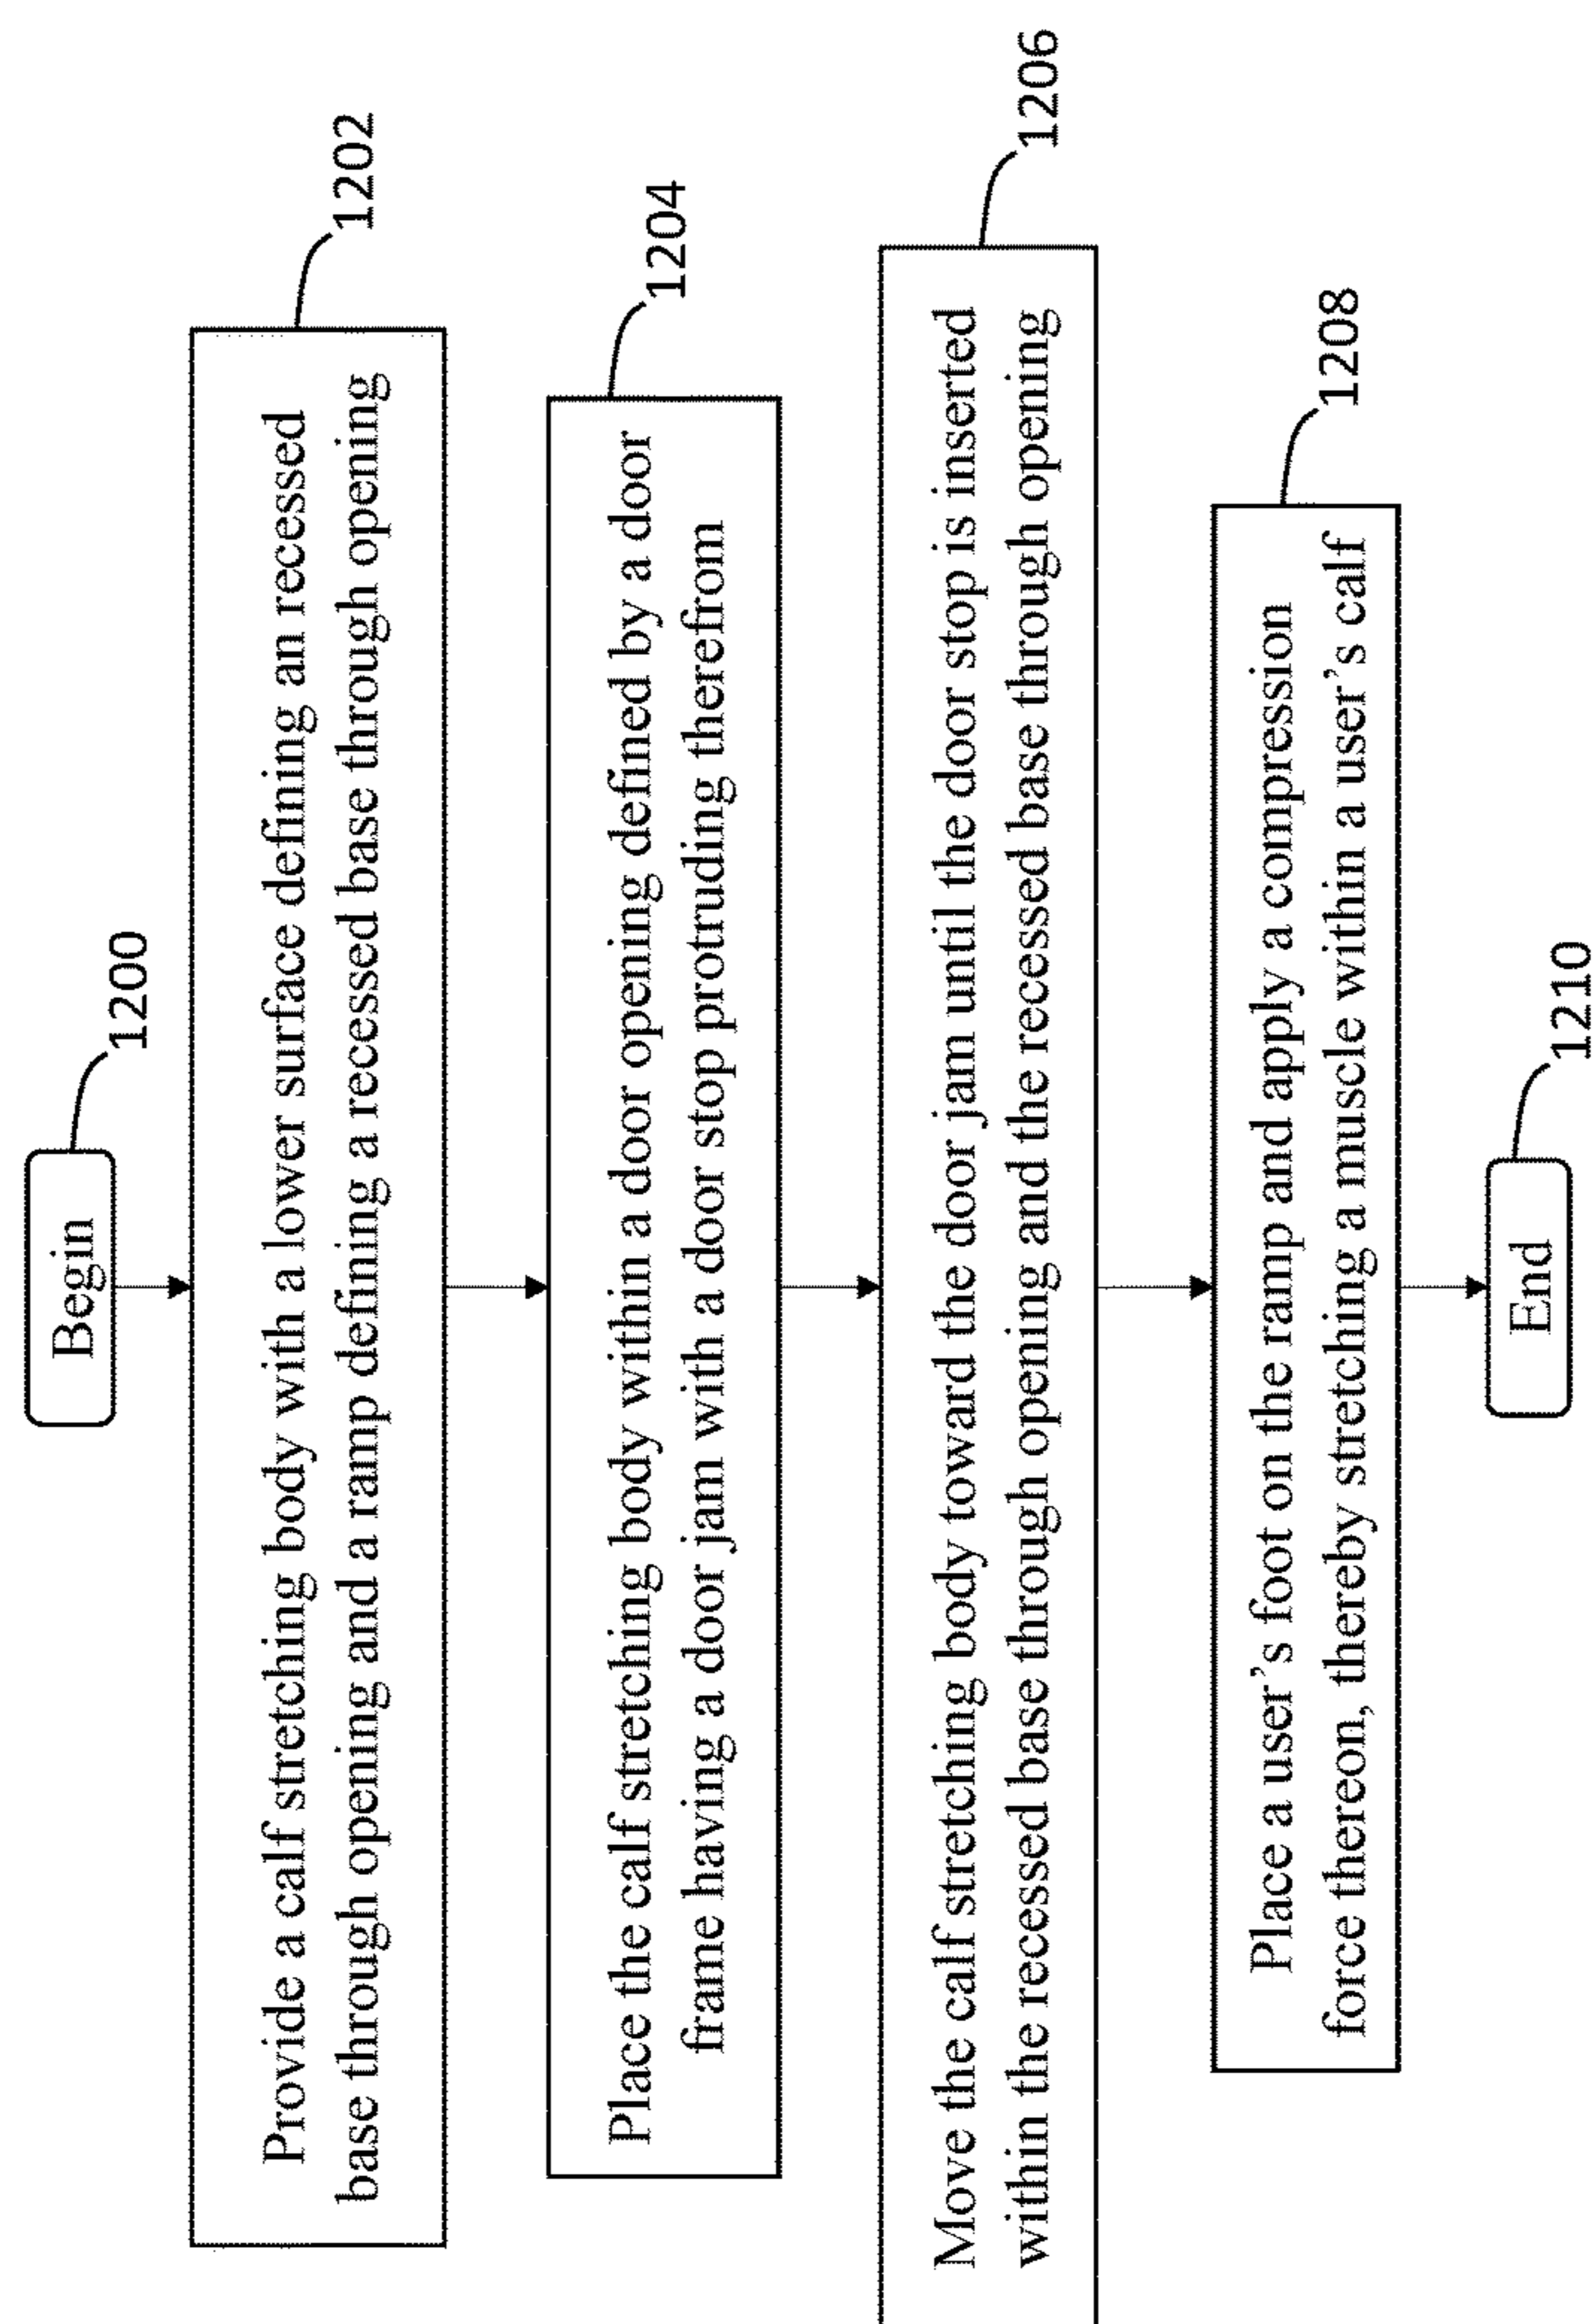 Begin
1200
Provide a calf stretching body with a lower surface defining an recessed
base through opening and a ramp defining a recessed base through opening
1202
Place the calf stretching body within a door opening defined by a door
frame having a door jam with a door stop protruding therefrom
1204
Move the calf stretching body toward the door jam until the door stop is inserted
within the recessed base through opening and the recessed base through opening
1206
Place a user's foot on the ramp and apply a compression
force thereon, thereby stretching a muscle within a user's calf
1208
End
1210